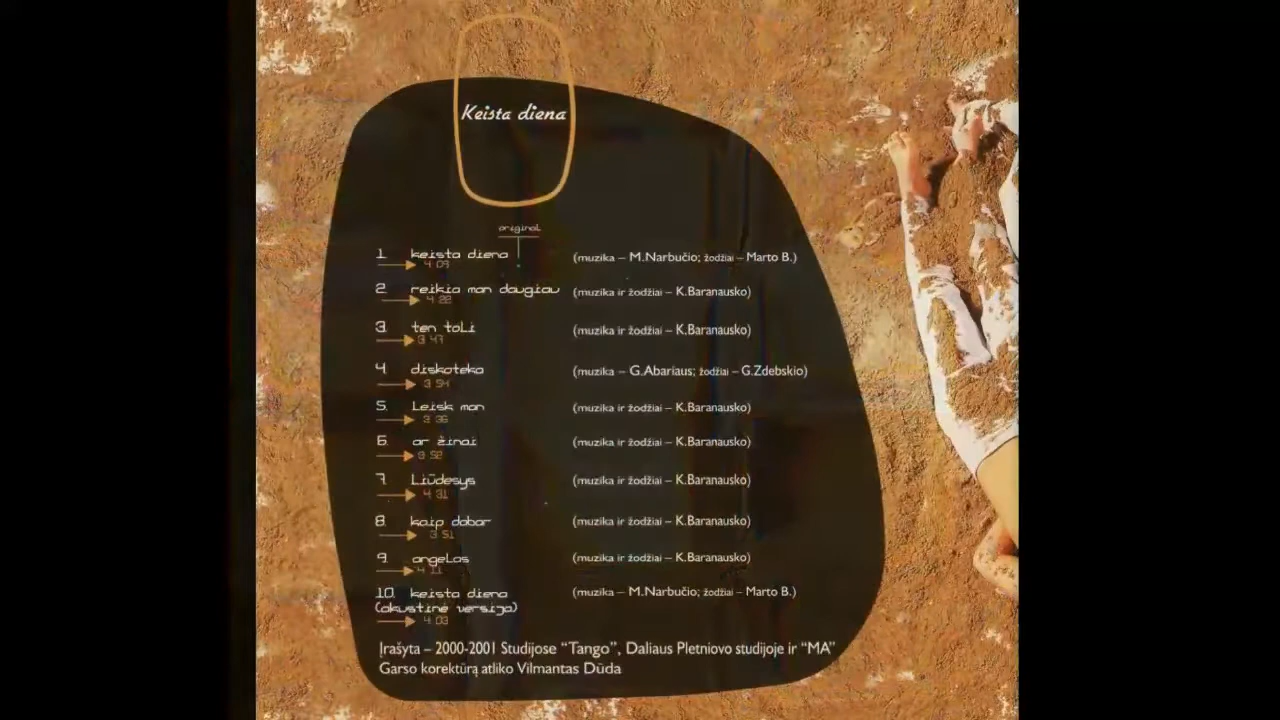 Keista diena
original
1. keista diena (muzika – M.Narbučio; žodžiai – Marto B.)
4 09
2. reikia man daugiau (muzika ir žodžiai – K.Baranausko)
4 22
3. ten toli (muzika ir žodžiai – K.Baranausko)
3 47
4. diskoteka (muzika – G.Abariaus; žodžiai – G.Zdebskio)
3 54
5. Leisk man (muzika ir žodžiai – K.Baranausko)
3 36
6. ar žinai (muzika ir žodžiai – K.Baranausko)
3 52
7. Liūdesys (muzika ir žodžiai – K.Baranausko)
4 31
8. kaip dabar (muzika ir žodžiai – K.Baranausko)
3 51
9. angelas (muzika ir žodžiai – K.Baranausko)
4 11
10. keista diena (muzika – M.Narbučio; žodžiai – Marto B.)
(akustinė versija)
4 03
Įrašyta – 2000-2001 Studijose “Tango”, Daliaus Pletniovo studijoje ir “MA”
Garso korektūrą atliko Vilmantas Dūda